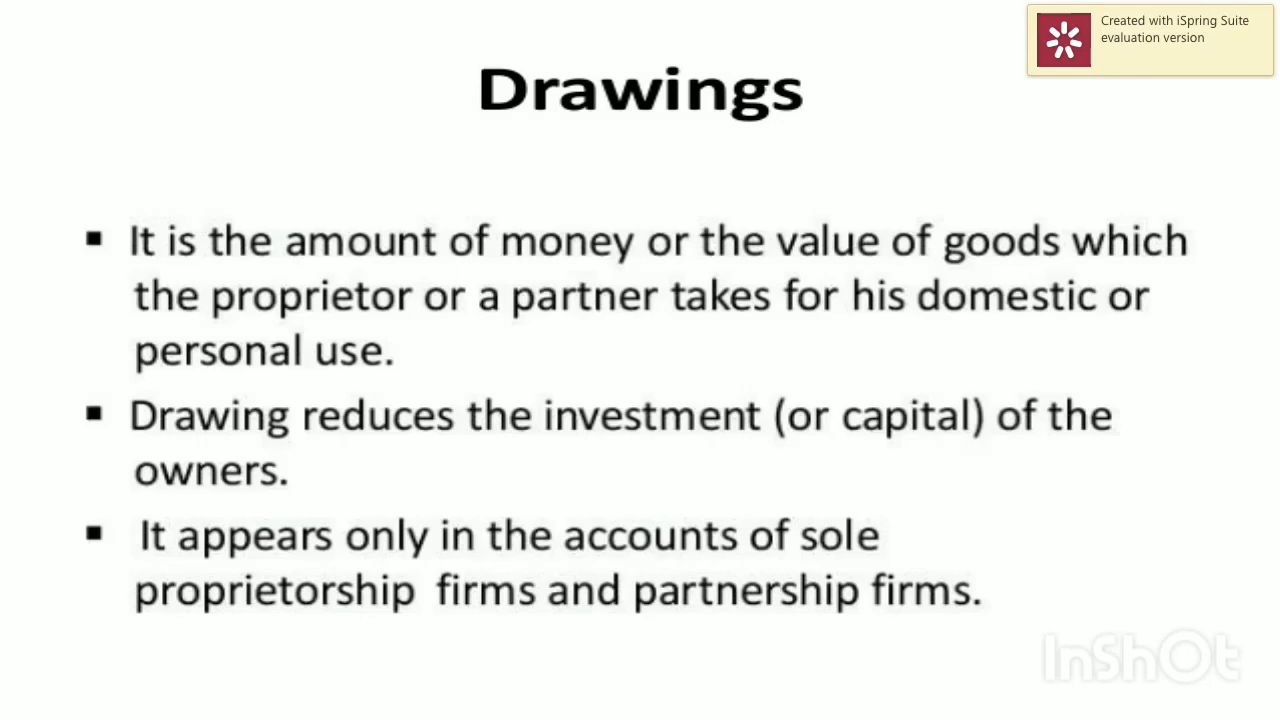 Created with iSpring Suite
evaluation version
Drawings
▪ It is the amount of money or the value of goods which
the proprietor or a partner takes for his domestic or
personal use.
▪ Drawing reduces the investment (or capital) of the
owners.
▪ It appears only in the accounts of sole
proprietorship firms and partnership firms.
InShOt